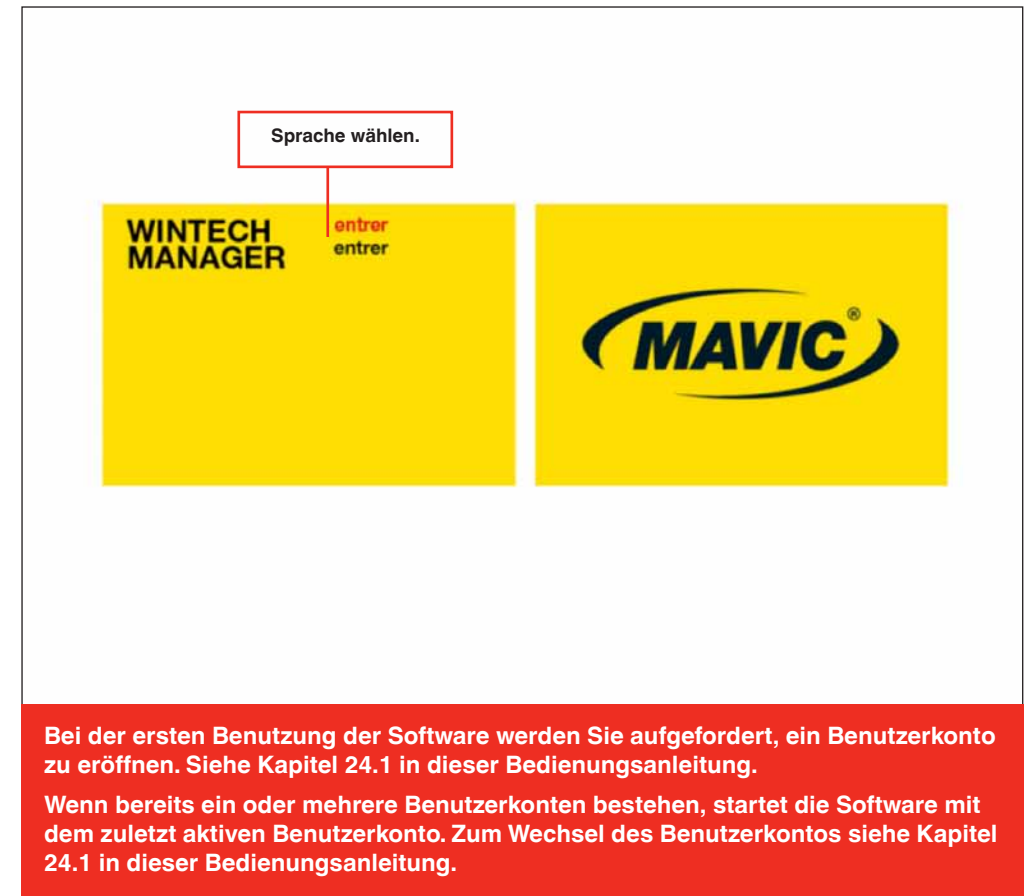 Sprache wählen.
WINTECH
MANAGER
entrer
entrer
MAVIC®
Bei der ersten Benutzung der Software werden Sie aufgefordert, ein Benutzerkonto
zu eröffnen. Siehe Kapitel 24.1 in dieser Bedienungsanleitung.
Wenn bereits ein oder mehrere Benutzerkonten bestehen, startet die Software mit
dem zuletzt aktiven Benutzerkonto. Zum Wechsel des Benutzerkontos siehe Kapitel
24.1 in dieser Bedienungsanleitung.